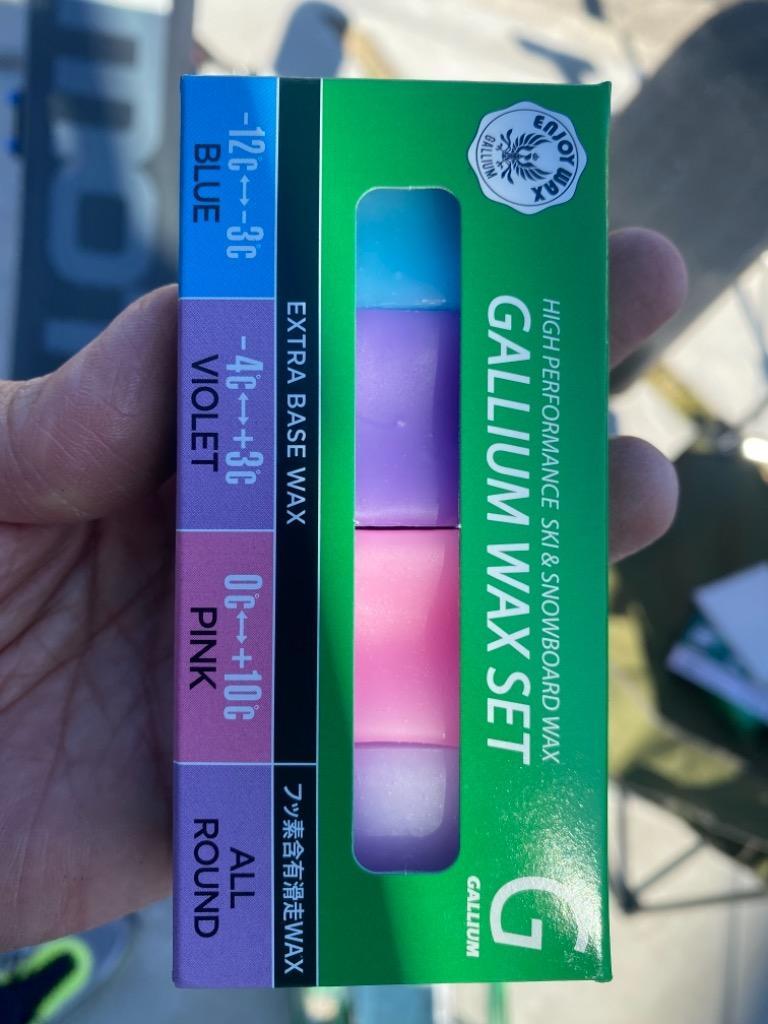 ENJOY WAX
GALLIUM
HIGH PERFORMANCE SKI & SNOWBOARD WAX
GALLIUM WAX SET
G
GALLIUM
EXTRA BASE WAX
フッ素含有滑走WAX
-12℃↔-3℃
BLUE
-4℃↔+3℃
VIOLET
0℃↔+10℃
PINK
ALL
ROUND